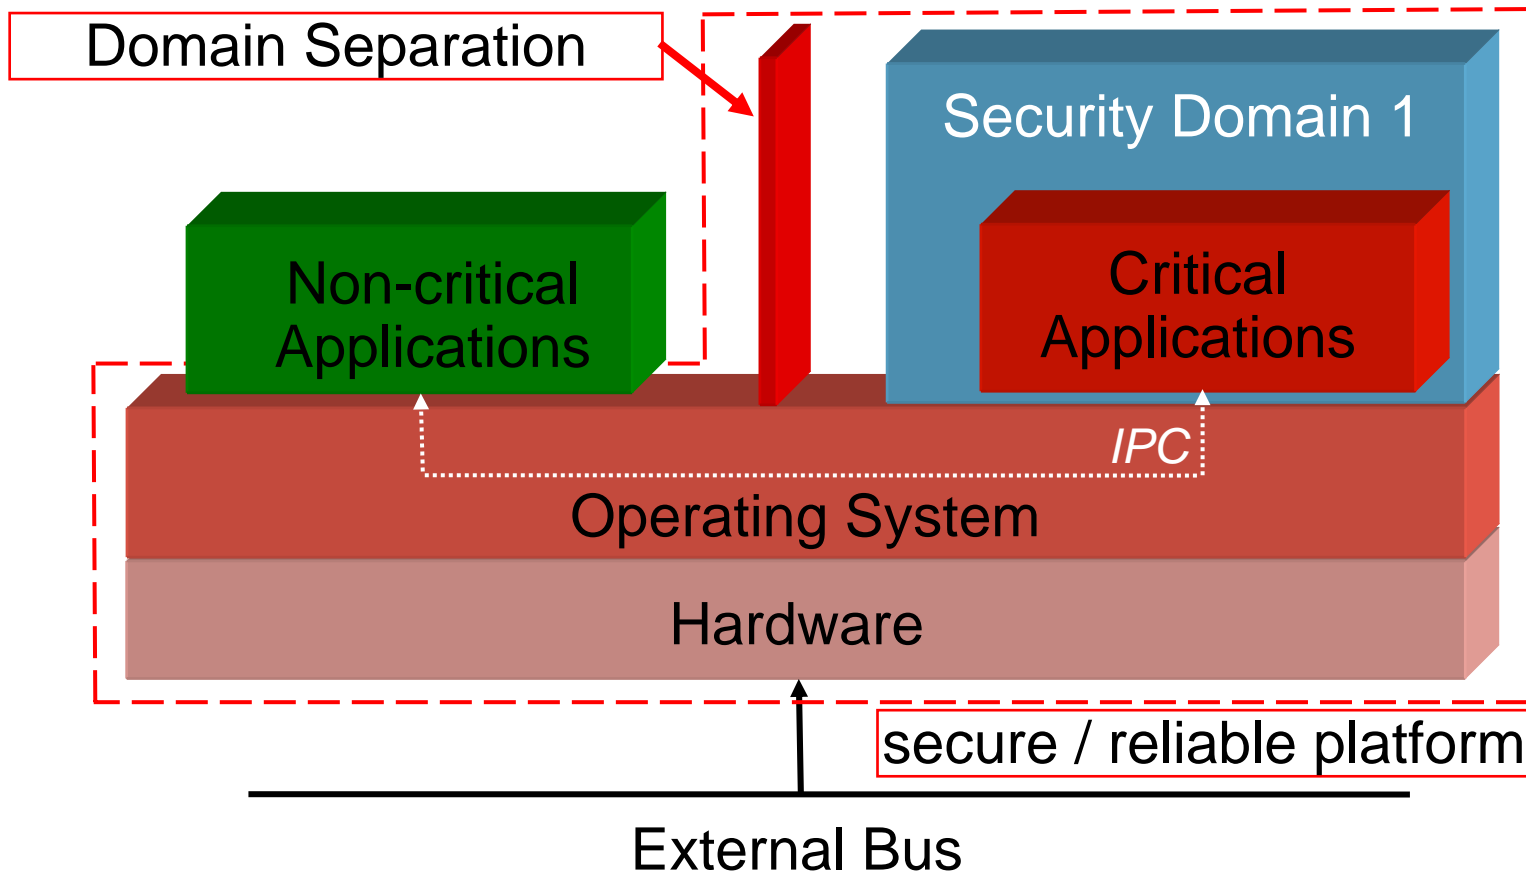 Domain Separation
Security Domain 1
Non-critical
Applications
Critical
Applications
IPC
Operating System
Hardware
secure / reliable platform
External Bus